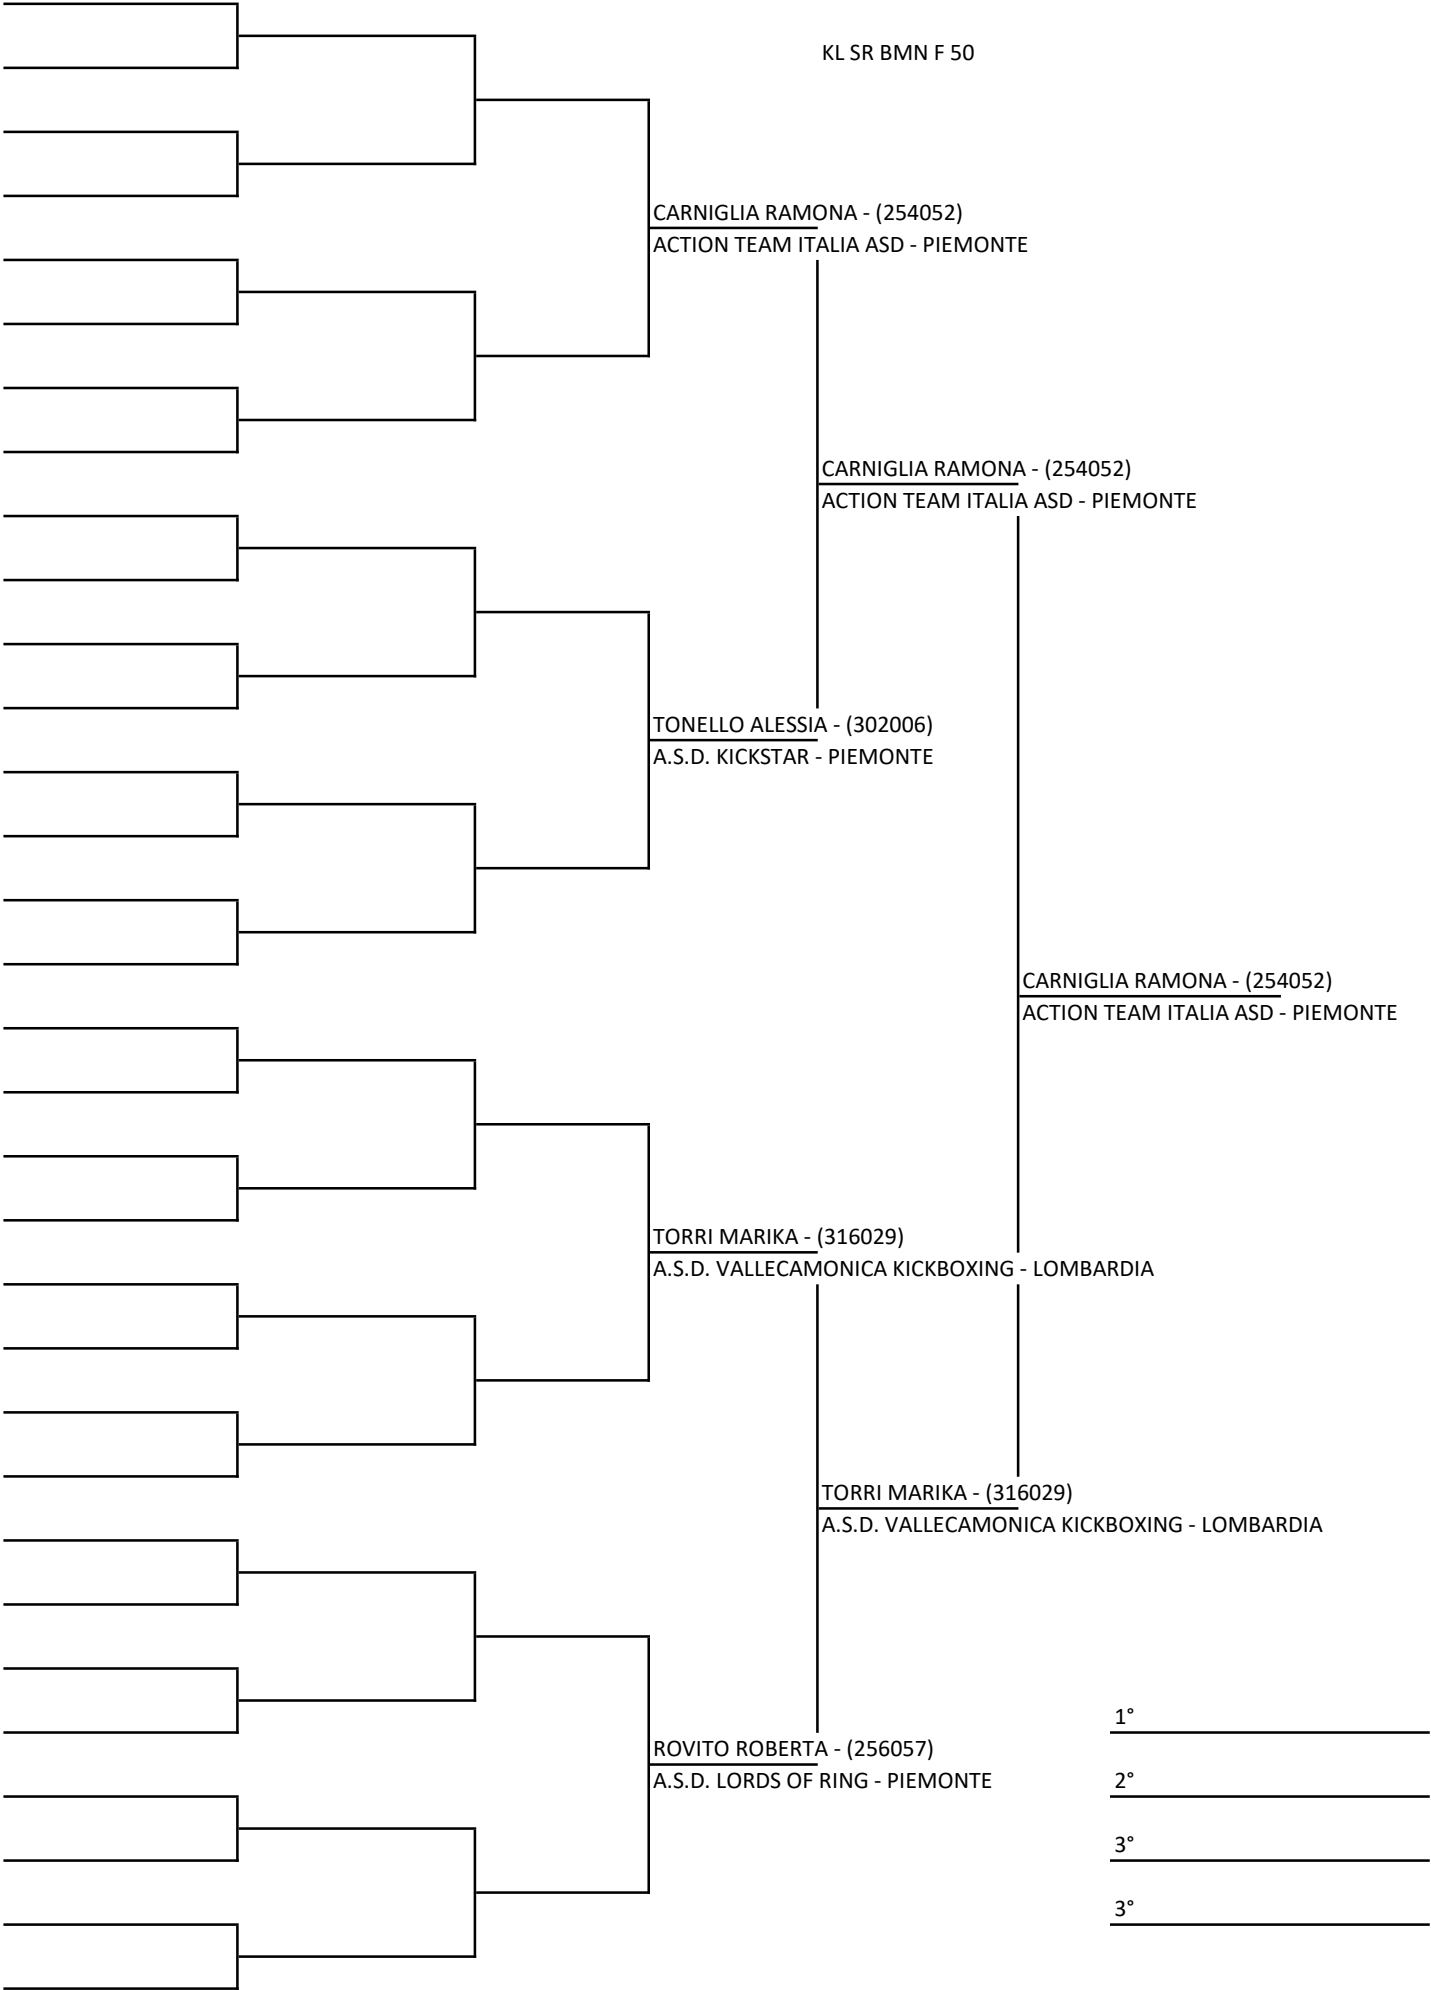 KL SR BMN F 50
CARNIGLIA RAMONA - (254052)
ACTION TEAM ITALIA ASD - PIEMONTE
CARNIGLIA RAMONA - (254052)
ACTION TEAM ITALIA ASD - PIEMONTE
TONELLO ALESSIA - (302006)
A.S.D. KICKSTAR - PIEMONTE
CARNIGLIA RAMONA - (254052)
ACTION TEAM ITALIA ASD - PIEMONTE
TORRI MARIKA - (316029)
A.S.D. VALLECAMONICA KICKBOXING - LOMBARDIA
TORRI MARIKA - (316029)
A.S.D. VALLECAMONICA KICKBOXING - LOMBARDIA
1°
ROVITO ROBERTA - (256057)
A.S.D. LORDS OF RING - PIEMONTE
2°
3°
3°